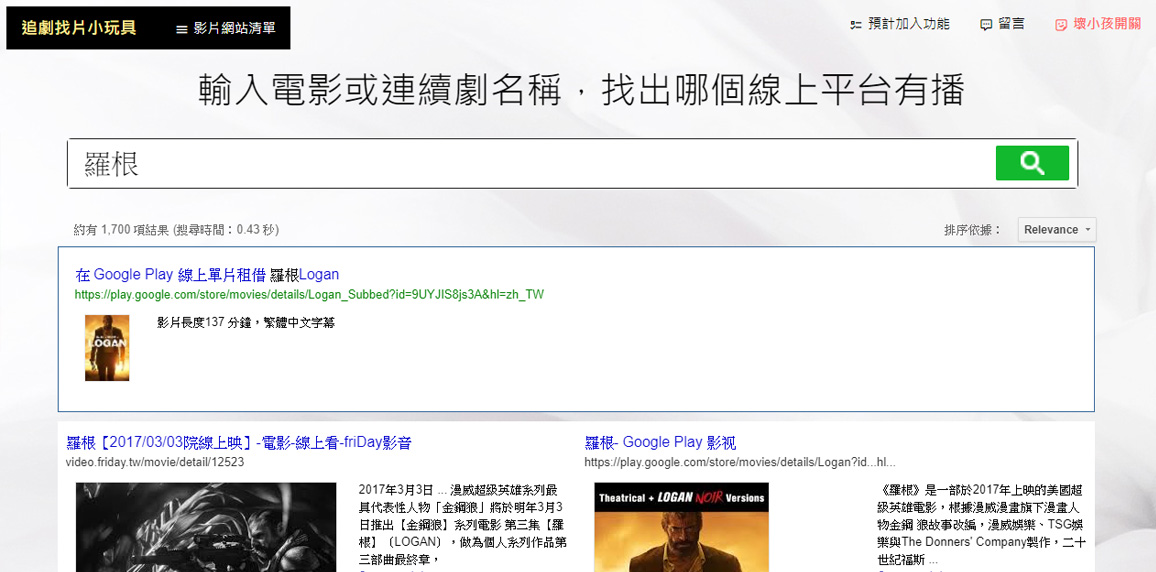 追劇找片小玩具
影片網站清單
預計加入功能
留言
壞小孩開關
輸入電影或連續劇名稱，找出哪個線上平台有播
羅根
約有 1,700 項結果 (搜尋時間：0.43 秒)
排序依據：
Relevance
在 Google Play 線上單片租借 羅根Logan
https://play.google.com/store/movies/details/Logan_Subbed?id=9UYJIS8js3A&hl=zh_TW
LOGAN
影片長度137 分鐘，繁體中文字幕
羅根【2017/03/03院線上映】-電影-線上看-friDay影音
video.friday.tw/movie/detail/12523
2017年3月3日 ... 漫威超級英雄系列最
具代表性人物「金鋼狼」將於明年3月3
日推出【金鋼狼】系列電影 第三集【羅
根】（LOGAN），做為個人系列作品第
三部曲最終章，
羅根- Google Play 影视
https://play.google.com/store/movies/details/Logan?id...hl...
Theatrical + LOGAN NOIR Versions
《羅根》是一部於2017年上映的美國超
級英雄電影，根據漫威漫畫旗下漫畫人
物金鋼 狼故事改編，漫威娛樂、TSG娛
樂與The Donners' Company製作，二十
世紀福斯 ...